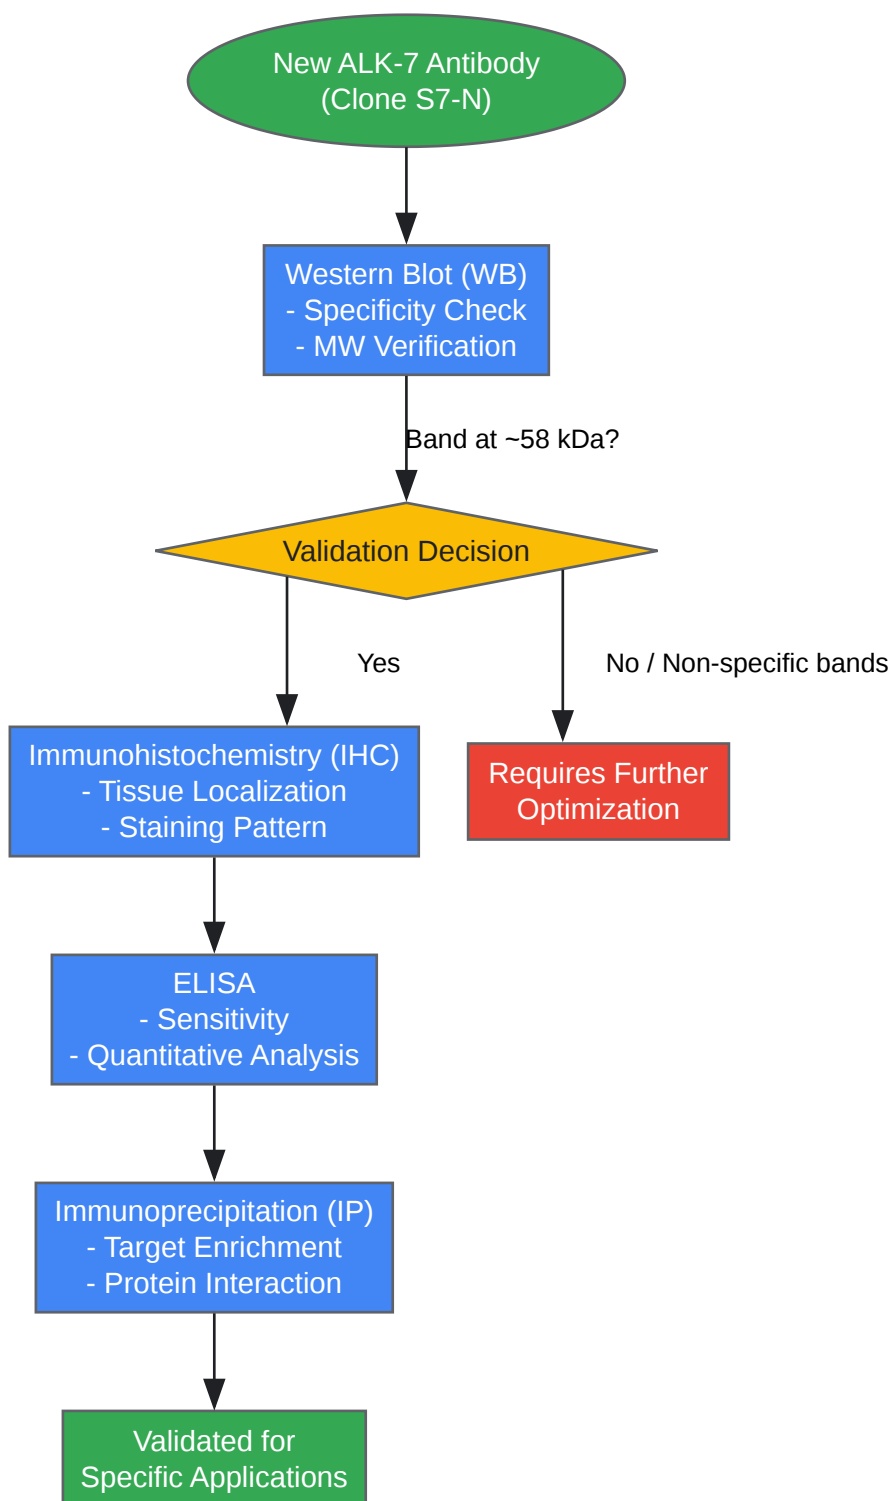 New ALK-7 Antibody
(Clone S7-N)
Western Blot (WB)
- Specificity Check
- MW Verification
Band at ~58 kDa?
Validation Decision
Yes
No / Non-specific bands
Immunohistochemistry (IHC)
- Tissue Localization
- Staining Pattern
Requires Further
Optimization
ELISA
- Sensitivity
- Quantitative Analysis
Immunoprecipitation (IP)
- Target Enrichment
- Protein Interaction
Validated for
Specific Applications